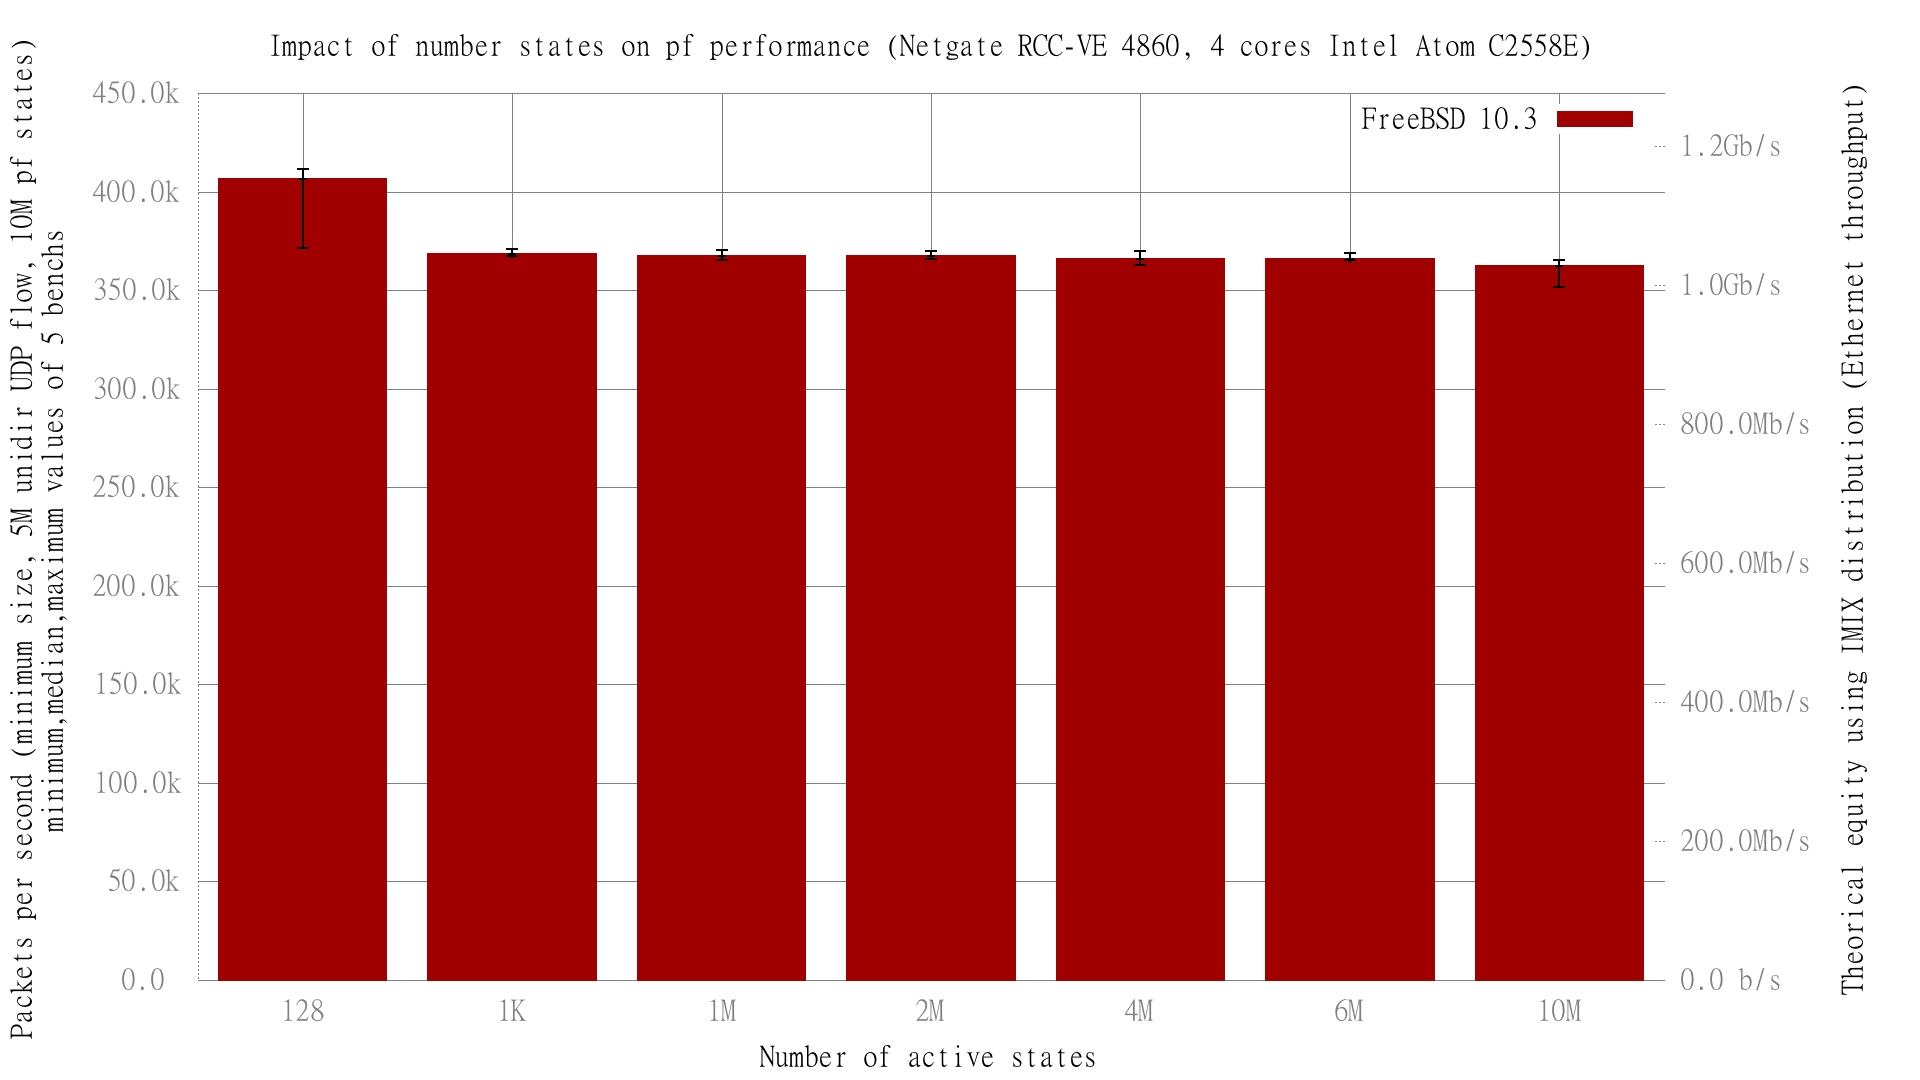 Impact of number states on pf performance (Netgate RCC-VE 4860, 4 cores Intel Atom C2558E)
Packets per second (minimum size, 5M unidir UDP flow, 10M pf states)
minimum,median,maximum values of 5 benchs
450.0k
400.0k
350.0k
300.0k
250.0k
200.0k
150.0k
100.0k
50.0k
0.0
FreeBSD 10.3
1.2Gb/s
1.0Gb/s
800.0Mb/s
600.0Mb/s
400.0Mb/s
200.0Mb/s
0.0 b/s
Theorical equity using IMIX distribution (Ethernet throughput)
128 1K 1M 2M 4M 6M 10M
Number of active states